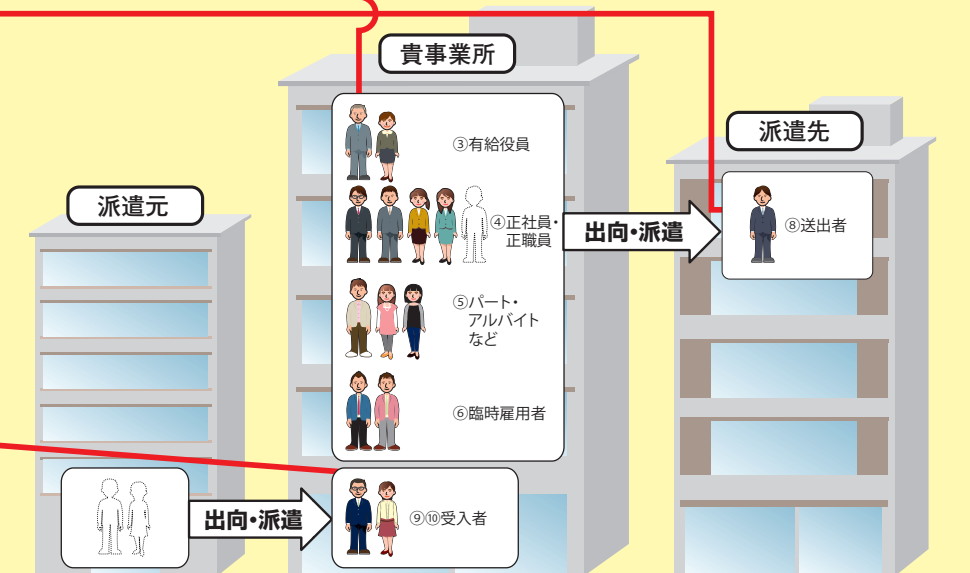 貴事業所
③有給役員
派遣先
派遣元
④正社員・
正職員
出向・派遣
⑧送出者
⑤パート・
アルバイト
など
⑥臨時雇用者
出向・派遣
⑨⑩受入者